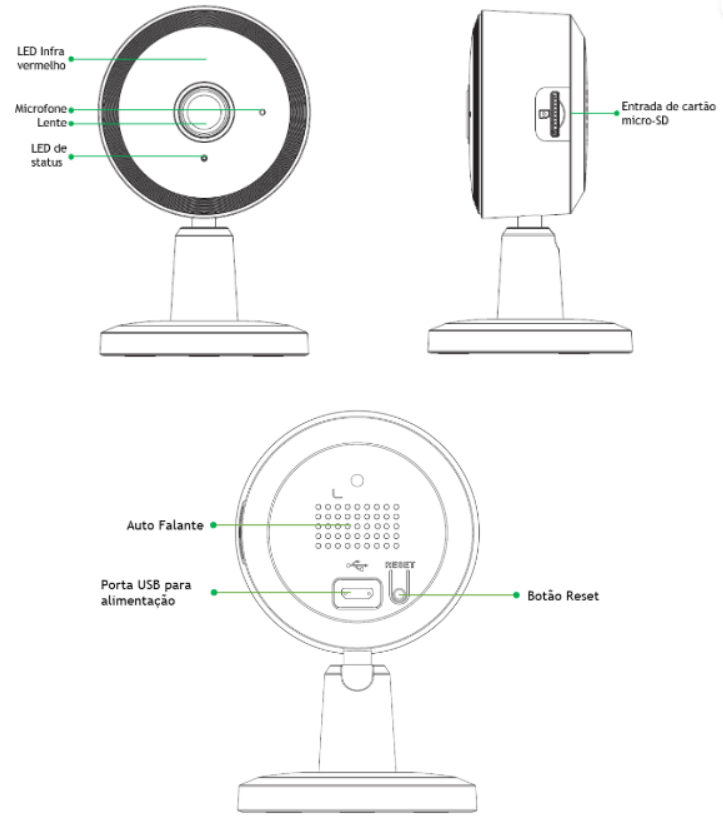 LED Infra
vermelho
Microfone
Lente
LED de
status
Entrada de cartão
micro-SD
Auto Falante
RESET
Porta USB para
alimentação
Botão Reset